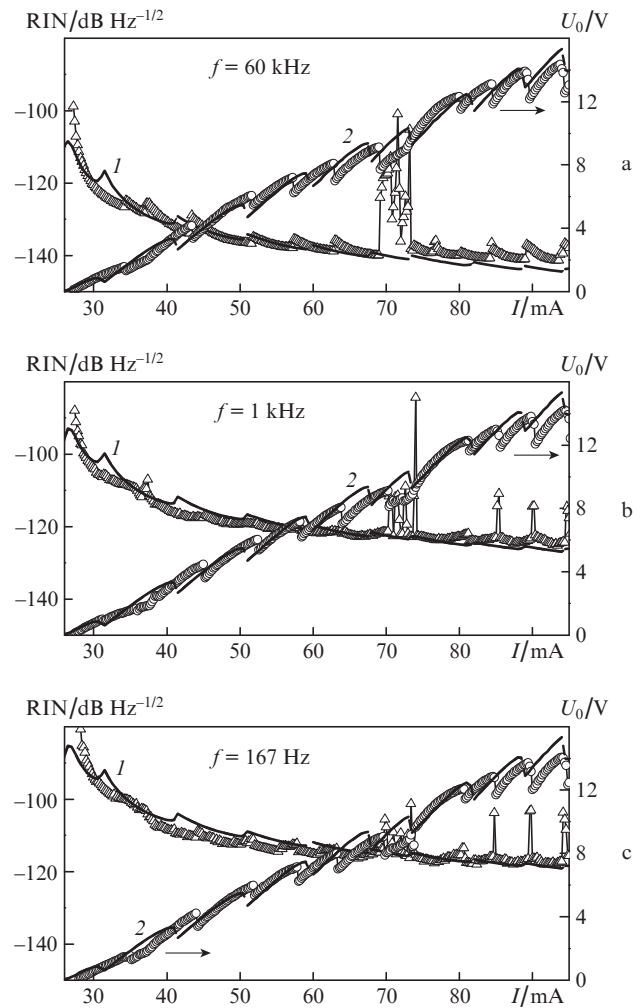 RIN/dB Hz–1/2 U0/V
f = 60 kHz
–100
–120
–140
12
8
4
0
1
2
a
30 40 50 60 70 80 I/mA
RIN/dB Hz–1/2 U0/V
f = 1 kHz
–100
–120
–140
12
8
4
0
1
2
b
30 40 50 60 70 80 I/mA
RIN/dB Hz–1/2 U0/V
f = 167 Hz
–100
–120
–140
12
8
4
0
1
2
c
30 40 50 60 70 80 I/mA